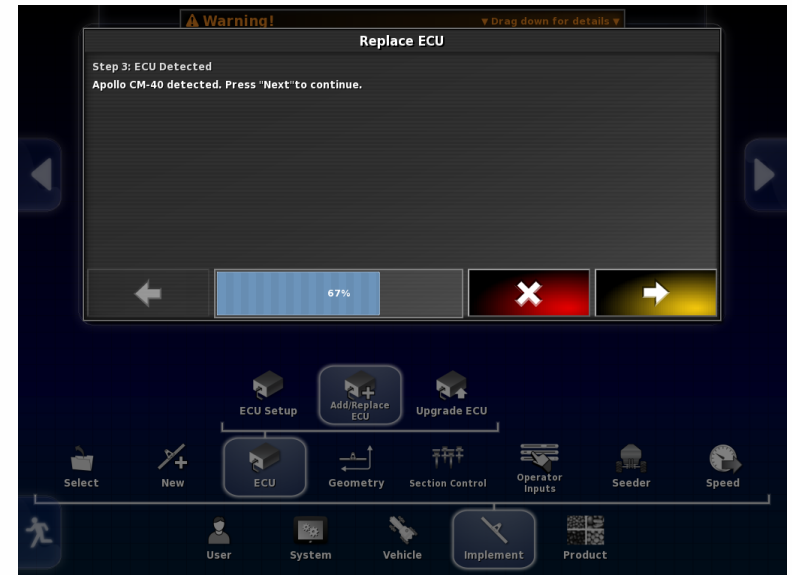 Warning!
▼ Drag down for details ▼
Replace ECU
Step 3: ECU Detected
Apollo CM-40 detected. Press "Next"to continue.
67%
ECU Setup
Add/Replace
ECU
Upgrade ECU
Select
New
ECU
Geometry
Section Control
Operator
Inputs
Seeder
Speed
User
System
Vehicle
Implement
Product